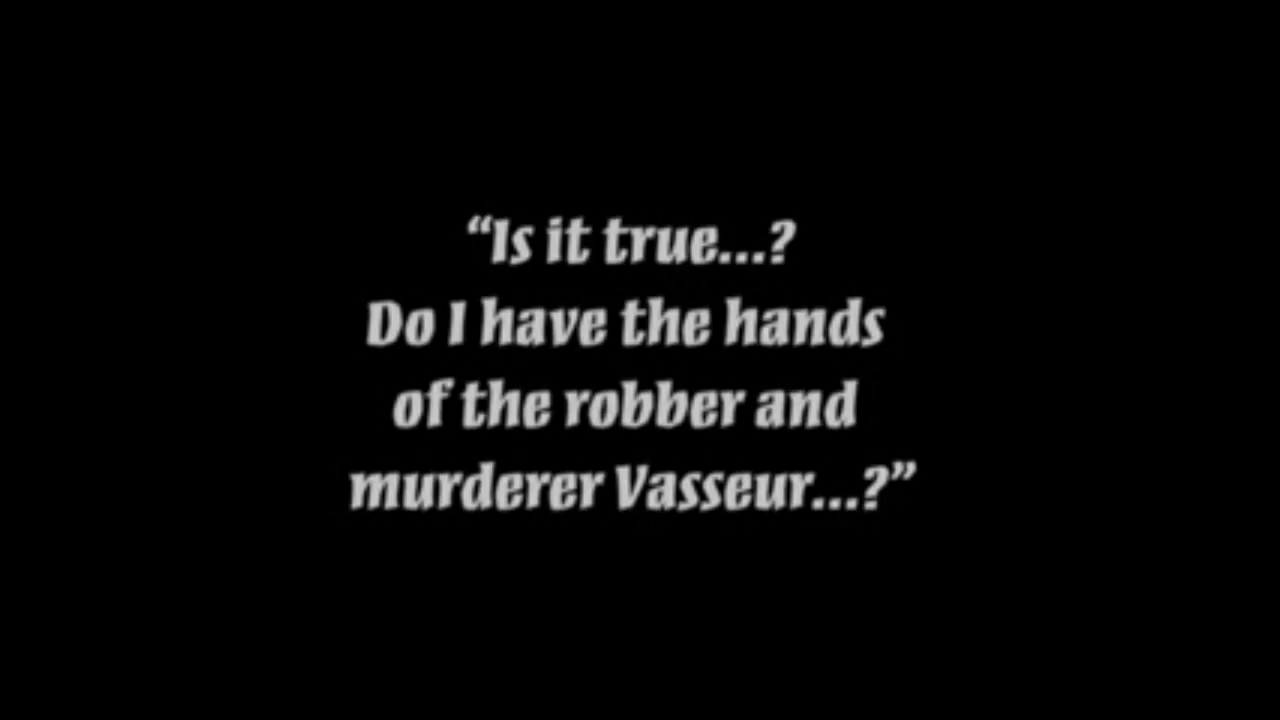 “Is it true...?
Do I have the hands
of the robber and
murderer Vasseur...?”